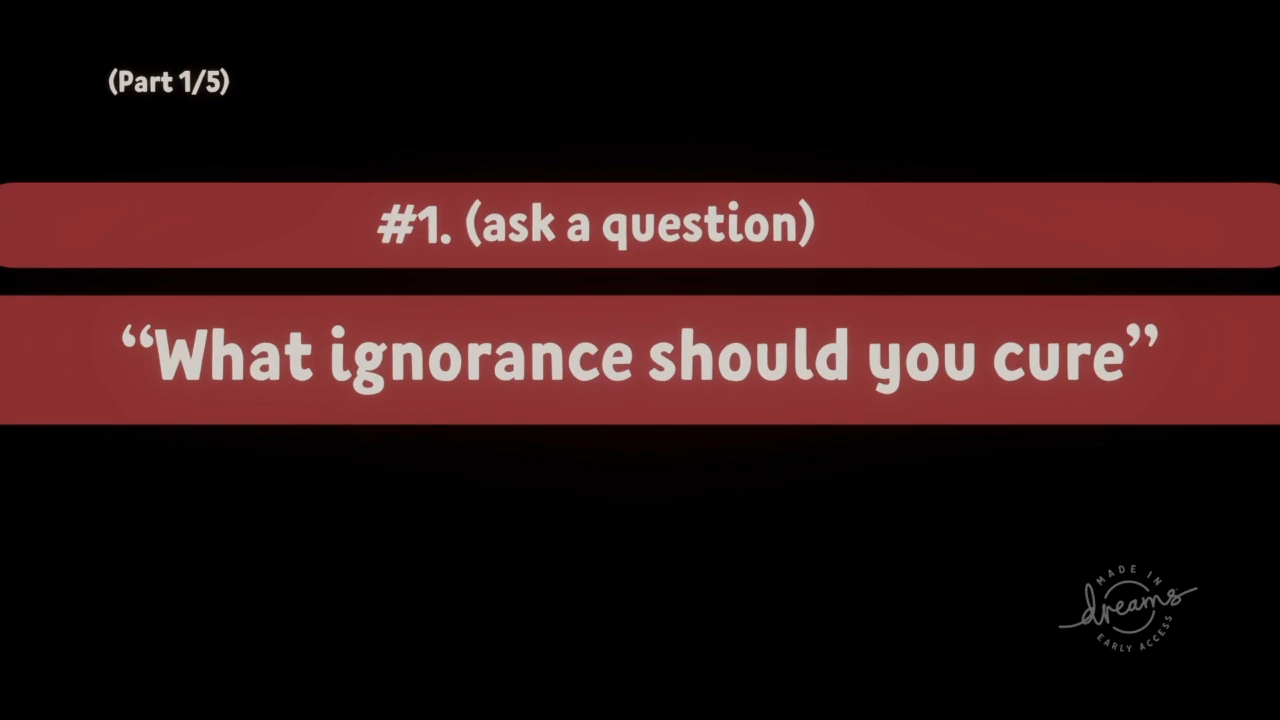 (Part 1/5)
#1. (ask a question)
“What ignorance should you cure”
MADE IN
dreams
EARLY ACCESS